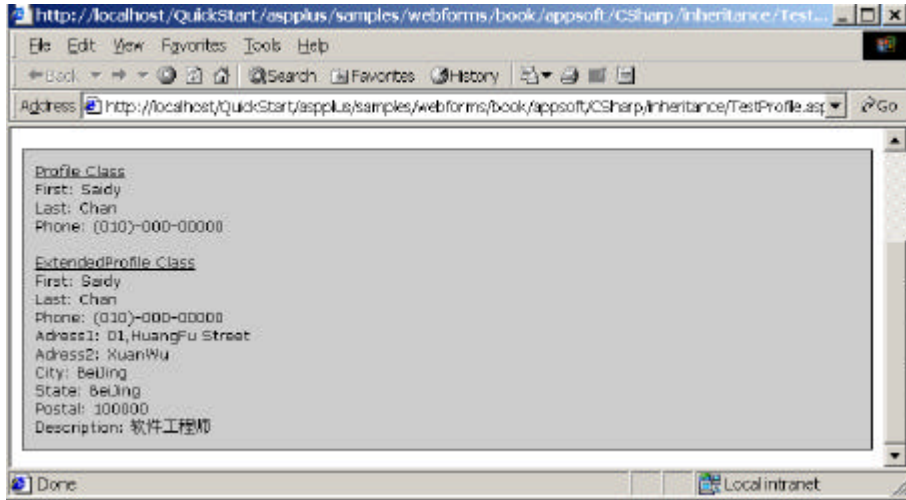 http://localhost/QuickStart/aspplus/samples/webforms/book/appsoft/CSharp/inheritance/Test...
File Edit View Favorites Tools Help
Back Search Favorites History
Address http://localhost/QuickStart/aspplus/samples/webforms/book/appsoft/CSharp/inheritance/TestProfile.asp Go
Profile Class
First: Saidy
Last: Chan
Phone: (010)-000-00000
ExtendedProfile Class
First: Saidy
Last: Chan
Phone: (010)-000-00000
Adress1: 01,HuangFu Street
Adress2: XuanWu
City: BeiJing
State: BeiJing
Postal: 100000
Description: 软件工程师
Done Local intranet